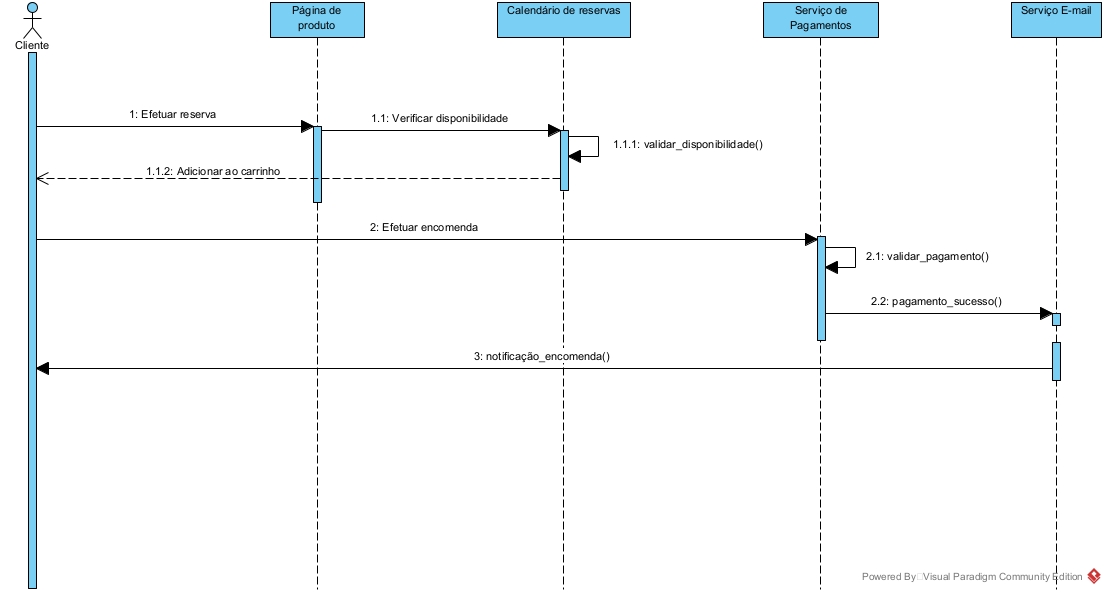 Cliente
Página de
produto
Calendário de reservas
Serviço de
Pagamentos
Serviço E-mail
1: Efetuar reserva
1.1: Verificar disponibilidade
1.1.1: validar_disponibilidade()
1.1.2: Adicionar ao carrinho
2: Efetuar encomenda
2.1: validar_pagamento()
2.2: pagamento_sucesso()
3: notificação_encomenda()
Powered By Visual Paradigm Community Edition